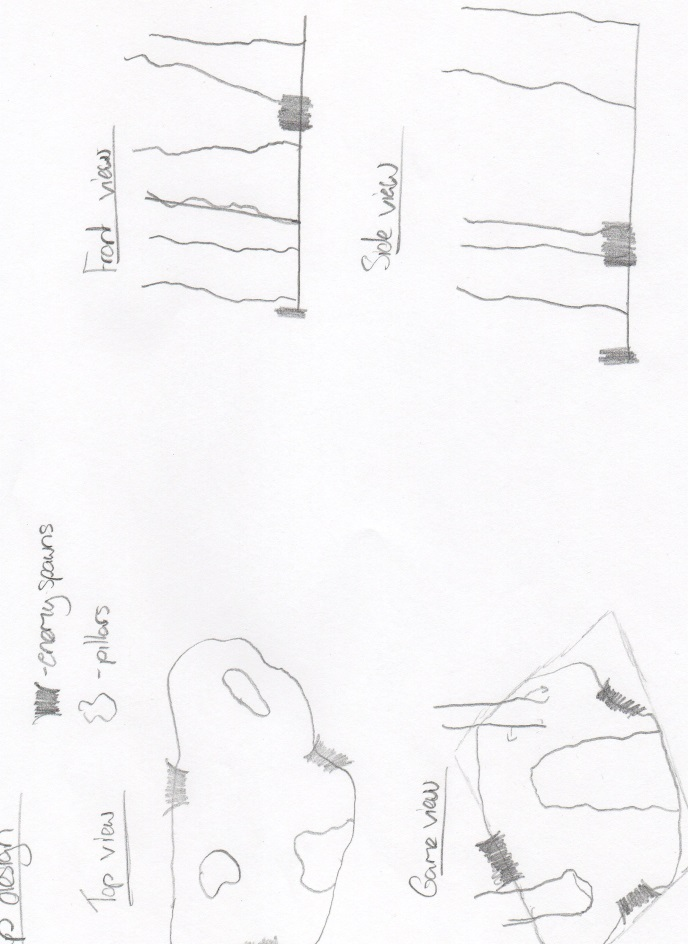 design
-enemy spawns
-pillars
Top view
Front view
Game view
Side view